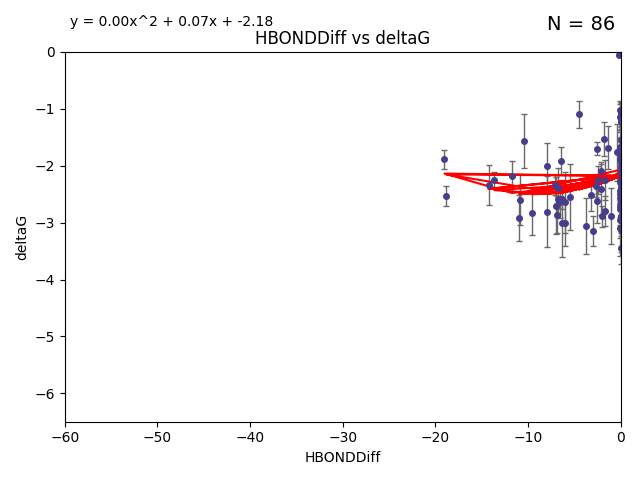 y = 0.00x^2 + 0.07x + -2.18
N = 86
HBONDDiff vs deltaG
0
−1
−2
−3
−4
−5
−6
deltaG
−60
−50
−40
−30
−20
−10
0
HBONDDiff